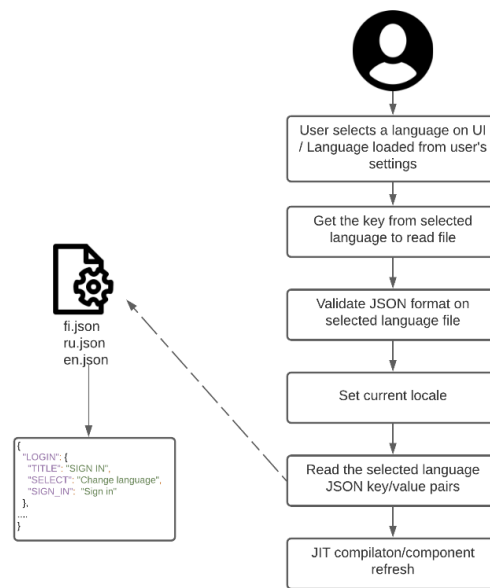 User selects a language on UI
/ Language loaded from user's
settings
Get the key from selected
language to read file
Validate JSON format on
selected language file
Set current locale
Read the selected language
JSON key/value pairs
JIT compilaton/component
refresh
fi.json
ru.json
en.json
{
"LOGIN": {
"TITLE": "SIGN IN",
"SELECT": "Change language",
"SIGN_IN": "Sign in"
},
....
}